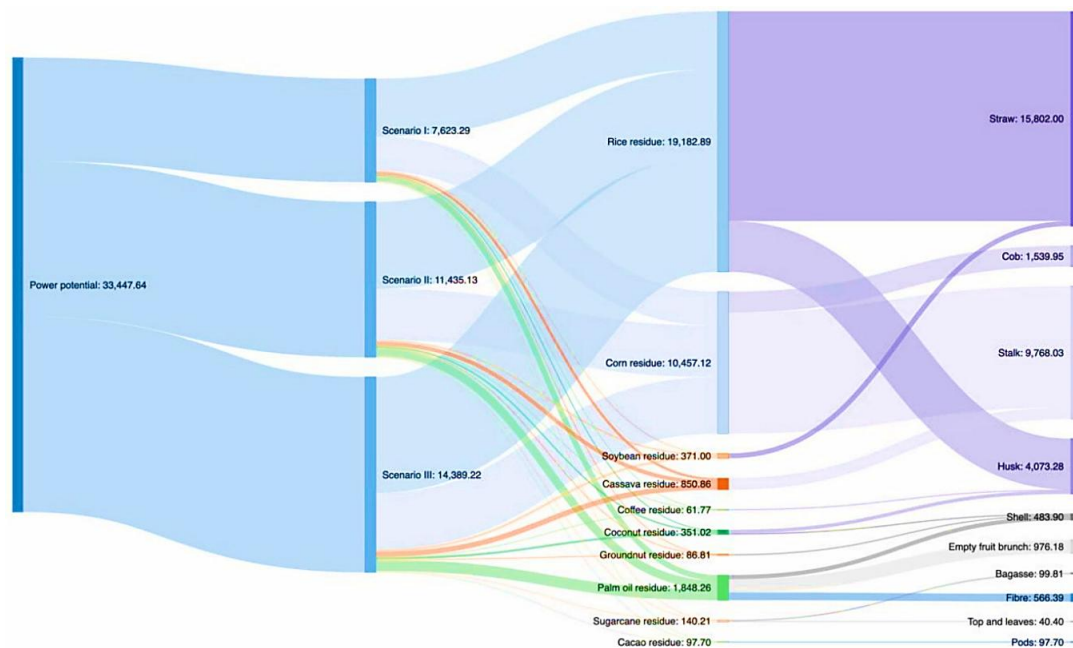 Power potential: 33,447.64
Scenario I: 7,623.29
Scenario II: 11,435.13
Scenario III: 14,389.22
Rice residue: 19,182.89
Corn residue: 10,457.12
Soybean residue: 371.00
Cassava residue: 850.86
Coffee residue: 61.77
Coconut residue: 351.02
Groundnut residue: 86.81
Palm oil residue: 1,848.26
Sugarcane residue: 140.21
Cacao residue: 97.70
Straw: 15,802.00
Cob: 1,539.95
Stalk: 9,768.03
Husk: 4,073.28
Shell: 483.90
Empty fruit brunch: 976.18
Bagasse: 99.81
Fibre: 566.39
Top and leaves: 40.40
Pods: 97.70